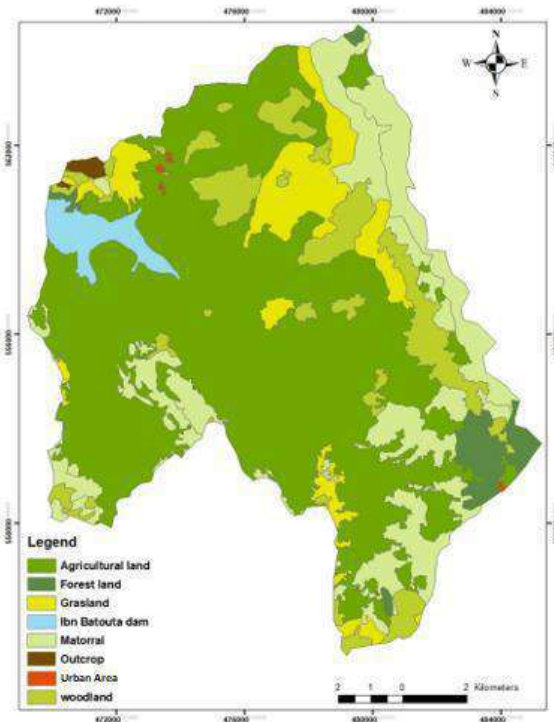 472000 476000 480000 484000
N
W E
S
562000
556000
550000
Legend
Agricultural land
Forest land
Grasland
Ibn Batouta dam
Matorral
Outcrop
Urban Area
woodland
2 1 0 2 Kilometers
472000 476000 480000 484000